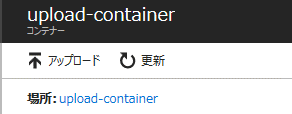 upload-container
コンテナー
アップロード 更新
場所: upload-container